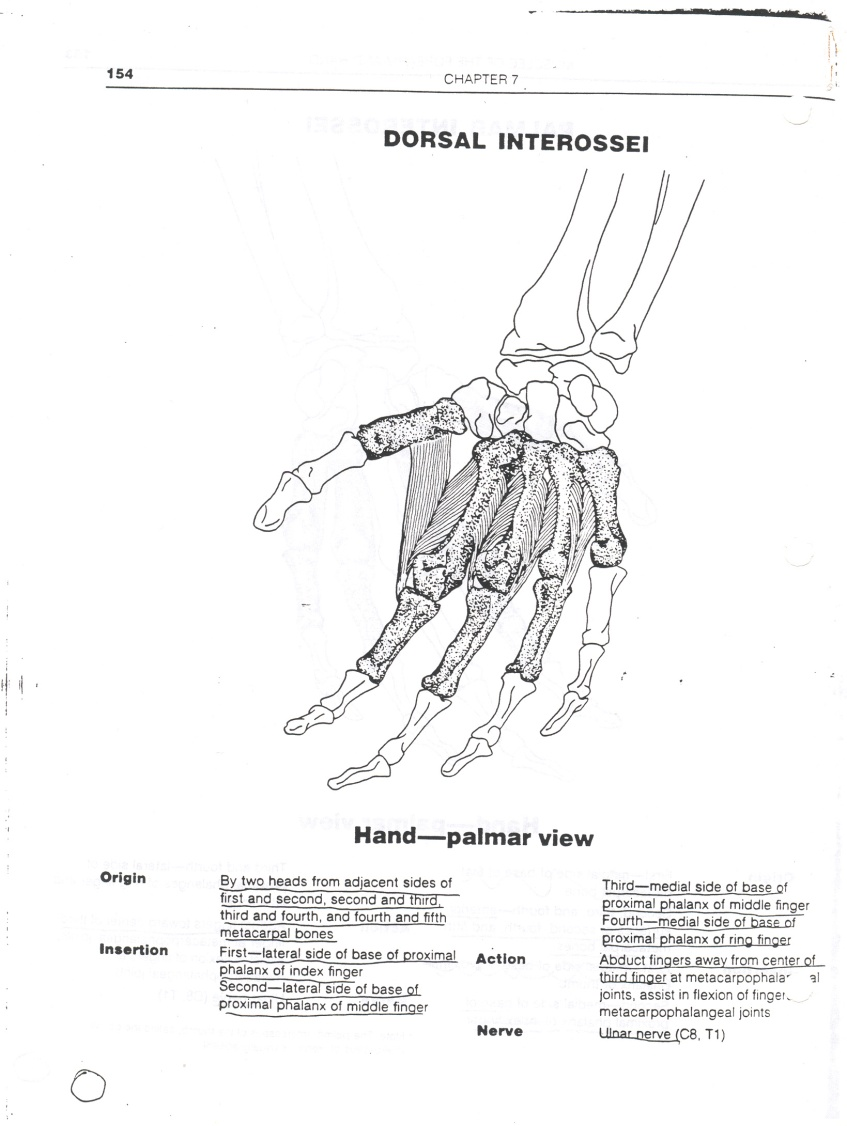 154
CHAPTER 7
DORSAL INTEROSSEI
Hand—palmar view
Origin
By two heads from adjacent sides of
first and second, second and third,
third and fourth, and fourth and fifth
metacarpal bones
Insertion
First—lateral side of base of proximal
phalanx of index finger
Second—lateral side of base of
proximal phalanx of middle finger
Third—medial side of base of
proximal phalanx of middle finger
Fourth—medial side of base of
proximal phalanx of ring finger
Action
Abduct fingers away from center of
third finger at
joints, assist in flexion of
metacarpophalangeal joints
Nerve
Ulnar nerve (C8, T1)